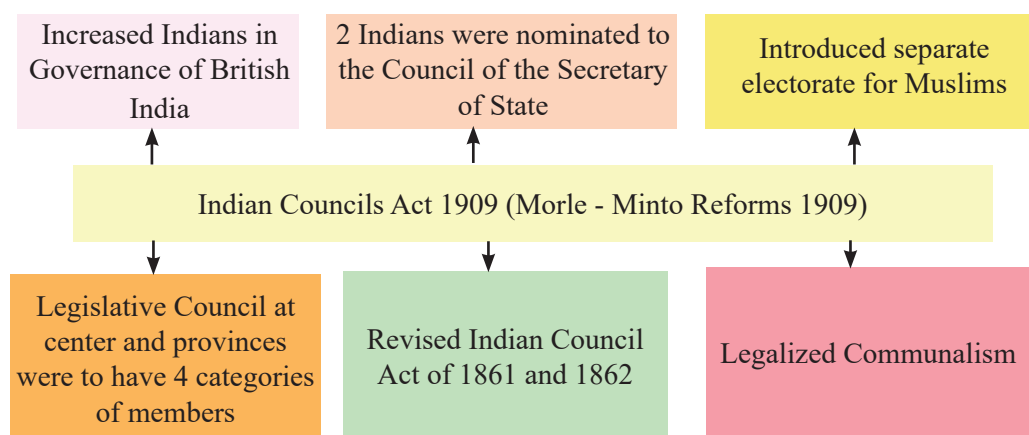 Increased Indians in
Governance of British
India
2 Indians were nominated to
the Council of the Secretary
of State
Introduced separate
electorate for Muslims
Indian Councils Act 1909 (Morle - Minto Reforms 1909)
Legislative Council at
center and provinces
were to have 4 categories
of members
Revised Indian Council
Act of 1861 and 1862
Legalized Communalism